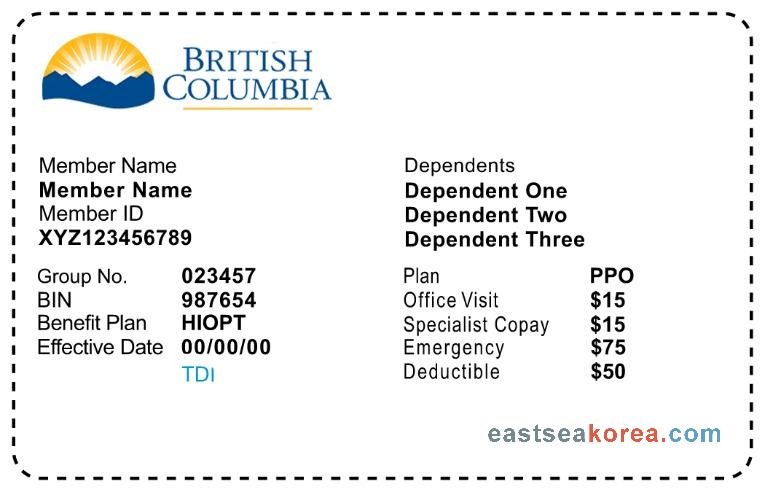 BRITISH
COLUMBIA
Member Name
Member Name
Member ID
XYZ123456789
Dependents
Dependent One
Dependent Two
Dependent Three
Group No. 023457
BIN 987654
Benefit Plan HIOPT
Effective Date 00/00/00
TDI
Plan PPO
Office Visit $15
Specialist Copay $15
Emergency $75
Deductible $50
eastseakorea.com